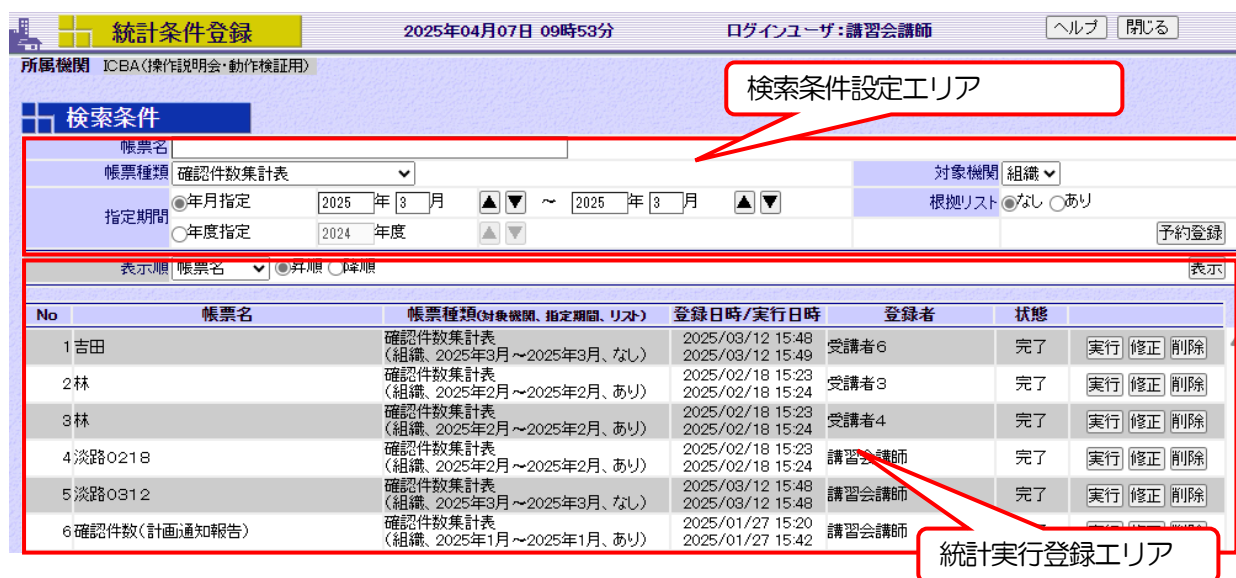 統計条件登録 2025年04月07日 09時53分 ログインユーザ:講習会講師 ヘルプ 閉じる
所属機関 ICBA(操作説明会・動作検証用)
検索条件設定エリア
検索条件
帳票名
帳票種類 確認件数集計表 対象機関 組織
指定期間 ◉年月指定 2025 年 3 月 ▲ ▼ ~ 2025 年 3 月 ▲ ▼ 根拠リスト ◉なし ○あり
○年度指定 2024 年度 ▲ ▼ 予約登録
表示順 帳票名 ◉昇順 ○降順 表示
No 帳票名 帳票種類(対象機関、指定期間、リスト) 登録日時/実行日時 登録者 状態
1 吉田 確認件数集計表 2025/03/12 15:48 受講者6 完了 実行 修正 削除
(組織、2025年3月~2025年3月、なし) 2025/03/12 15:49
2 林 確認件数集計表 2025/02/18 15:23 受講者3 完了 実行 修正 削除
(組織、2025年2月~2025年2月、あり) 2025/02/18 15:24
3 林 確認件数集計表 2025/02/18 15:23 受講者4 完了 実行 修正 削除
(組織、2025年2月~2025年2月、あり) 2025/02/18 15:24
4 淡路0218 確認件数集計表 2025/02/18 15:23 講習会講師 完了 実行 修正 削除
(組織、2025年2月~2025年2月、あり) 2025/02/18 15:24
5 淡路0312 確認件数集計表 2025/03/12 15:48 講習会講師 完了 実行 修正 削除
(組織、2025年3月~2025年3月、なし) 2025/03/12 15:48
6 確認件数(計画通知報告) 確認件数集計表 2025/01/27 15:20 講習会講師
(組織、2025年1月~2025年1月、あり) 2025/01/27 15:42
統計実行登録エリア